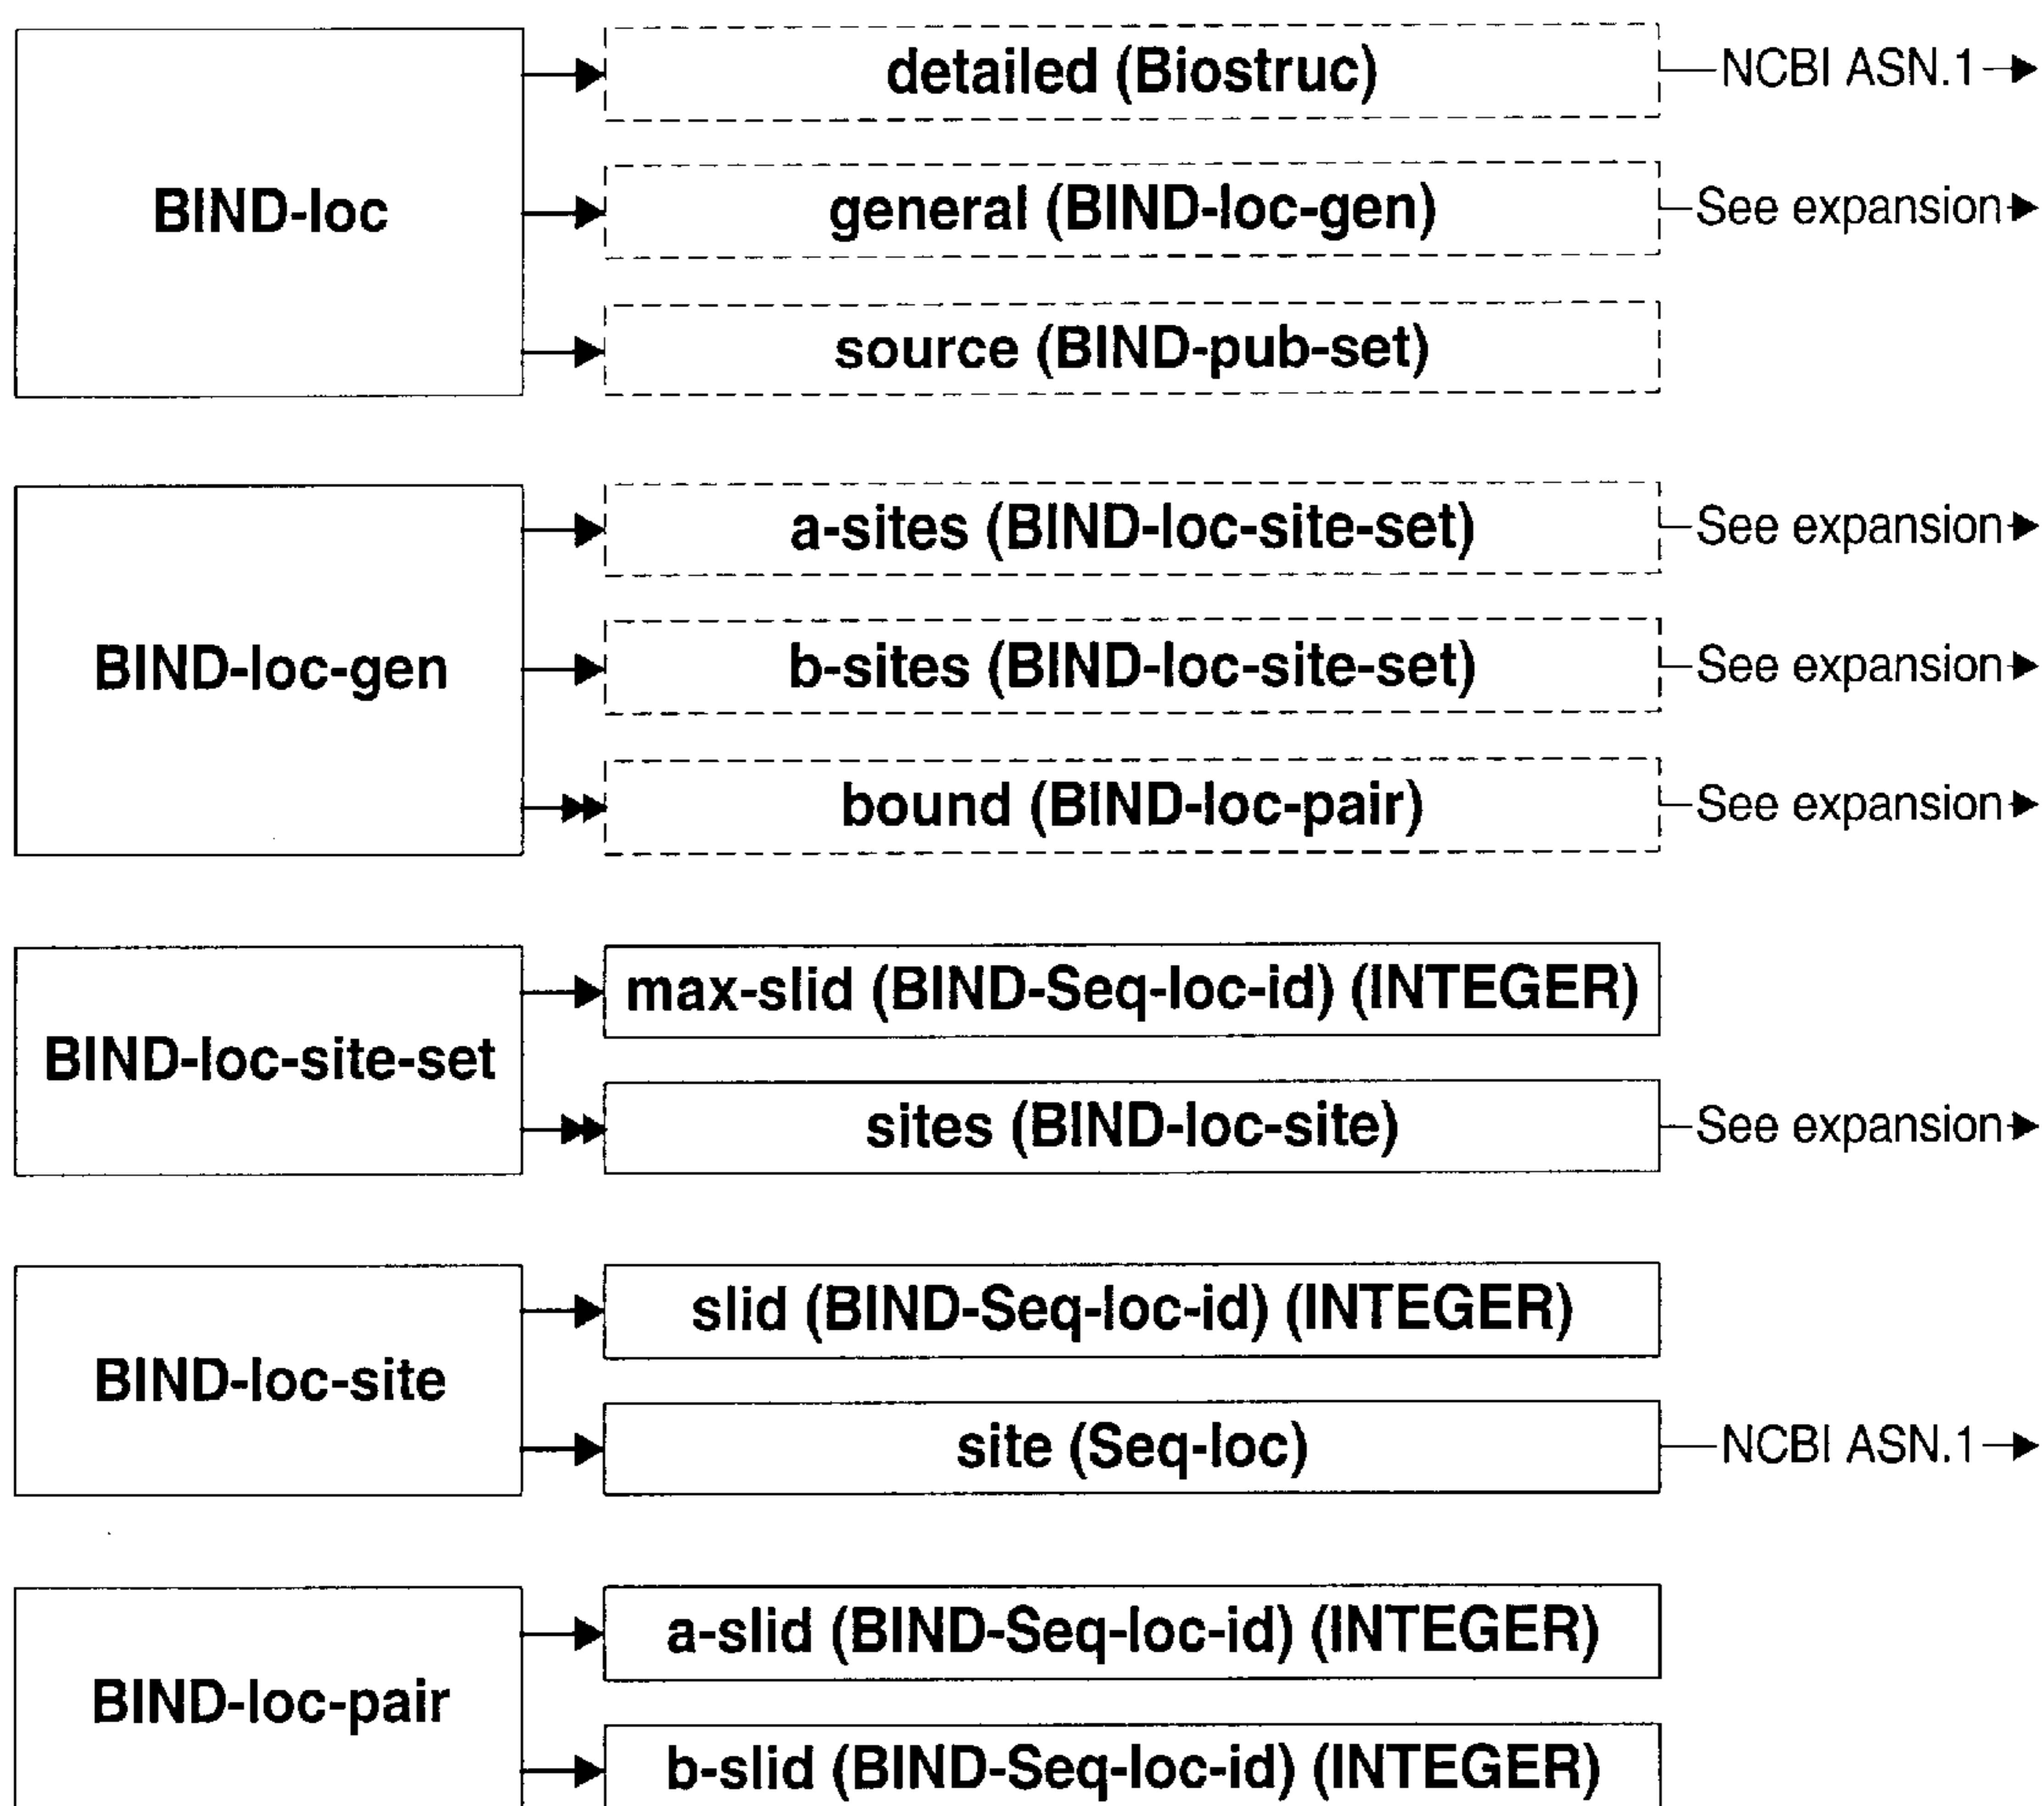 BIND-loc
detailed (Biostruc)
NCBI ASN.1
general (BIND-loc-gen)
See expansion
source (BIND-pub-set)
BIND-loc-gen
a-sites (BIND-loc-site-set)
See expansion
b-sites (BIND-loc-site-set)
See expansion
bound (BIND-loc-pair)
See expansion
BIND-loc-site-set
max-slid (BIND-Seq-loc-id) (INTEGER)
sites (BIND-loc-site)
See expansion
BIND-loc-site
slid (BIND-Seq-loc-id) (INTEGER)
site (Seq-loc)
NCBI ASN.1
BIND-loc-pair
a-slid (BIND-Seq-loc-id) (INTEGER)
b-slid (BIND-Seq-loc-id) (INTEGER)